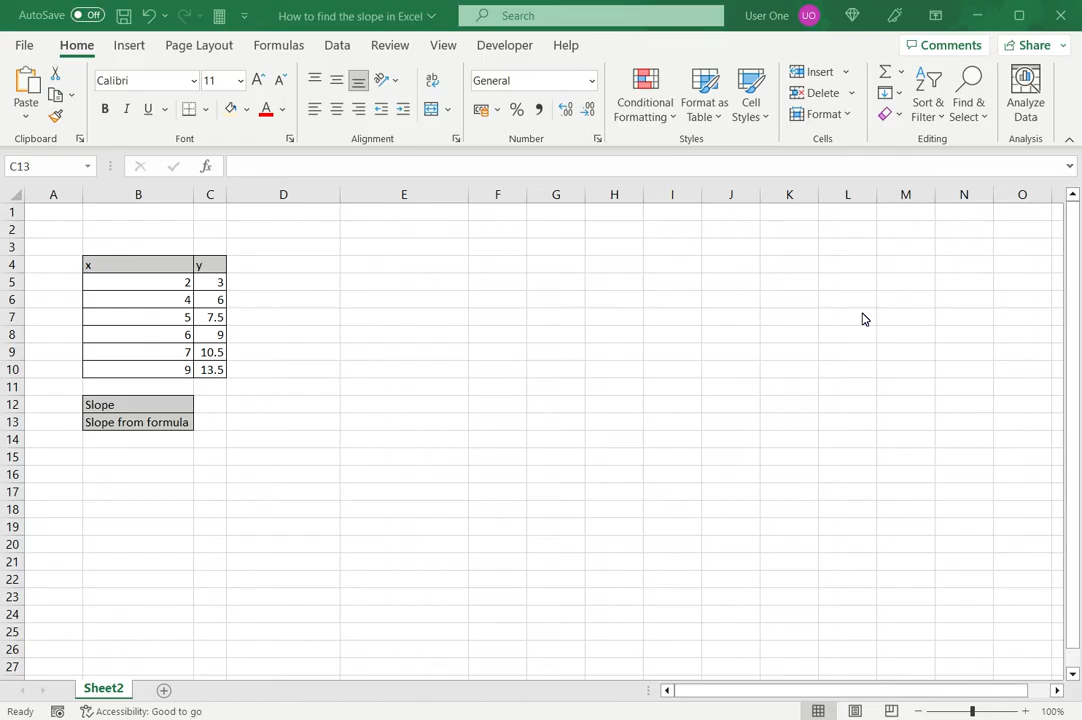 AutoSave Off How to find the slope in Excel Search User One UO
File Home Insert Page Layout Formulas Data Review View Developer Help Comments Share
Calibri 11 General Insert
Paste Conditional Format as Cell Delete Sort & Find & Analyze
B I U A % Formatting Table Styles Format Filter Select Data
Clipboard Font Alignment Number Styles Cells Editing Analysis
C13 fx
A B C D E F G H I J K L M N O
1
2
3
4 x y
5 2 3
6 4 6
7 5 7.5
8 6 9
9 7 10.5
10 9 13.5
11
12 Slope
13 Slope from formula
14
15
16
17
18
19
20
21
22
23
24
25
26
27
Sheet2
Ready Accessibility: Good to go 100%